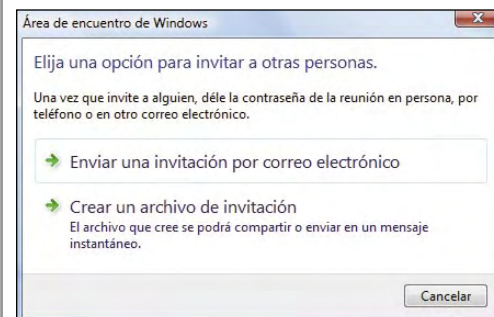 Área de encuentro de Windows
Elija una opción para invitar a otras personas.
Una vez que invite a alguien, déle la contraseña de la reunión en persona, por
teléfono o en otro correo electrónico.
Enviar una invitación por correo electrónico
Crear un archivo de invitación
El archivo que cree se podrá compartir o enviar en un mensaje
instantáneo.
Cancelar